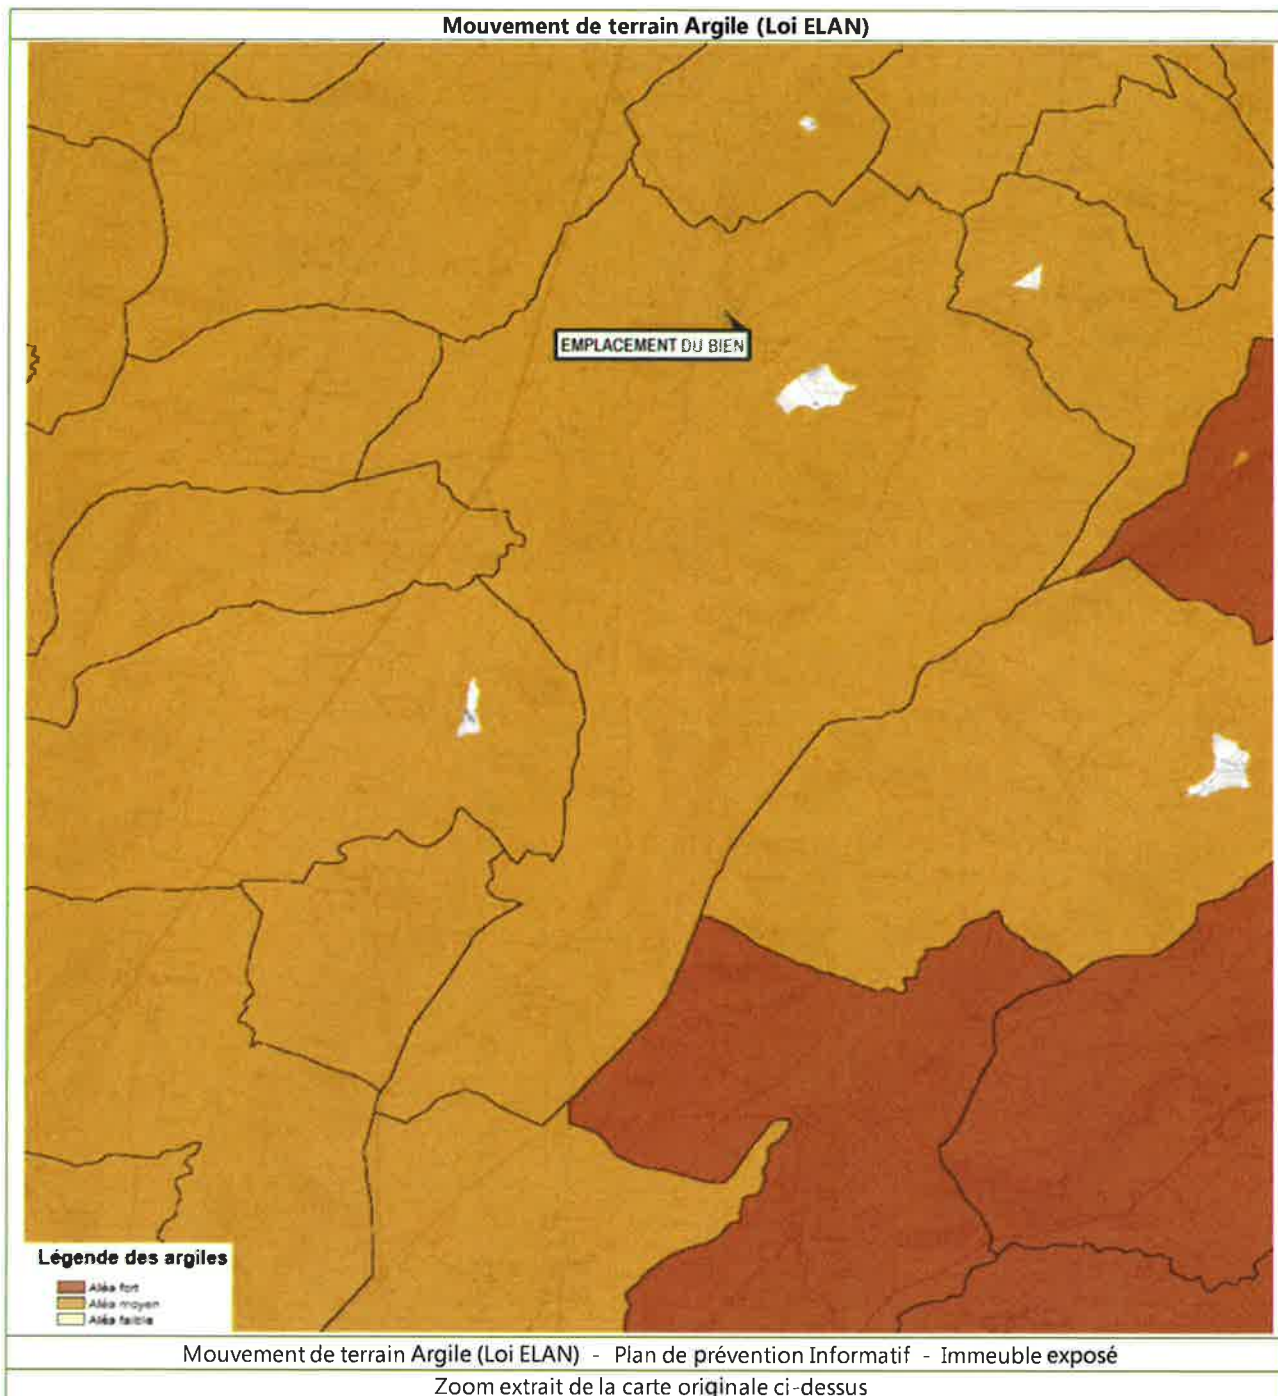 Mouvement de terrain Argile (Loi ELAN)
EMPLACEMENT DU BIEN
Légende des argiles
Aléa fort
Aléa moyen
Aléa faible
Mouvement de terrain Argile (Loi ELAN) - Plan de prévention Informatif - Immeuble exposé
Zoom extrait de la carte originale ci-dessus